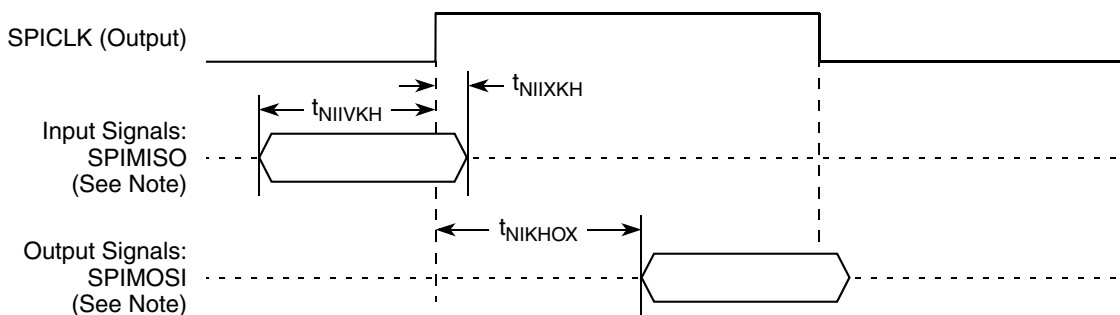 SPICLK (Output)
tNIIXKH
tNIIVKH
Input Signals:
SPIMISO
(See Note)
tNIKHOX
Output Signals:
SPIMOSI
(See Note)